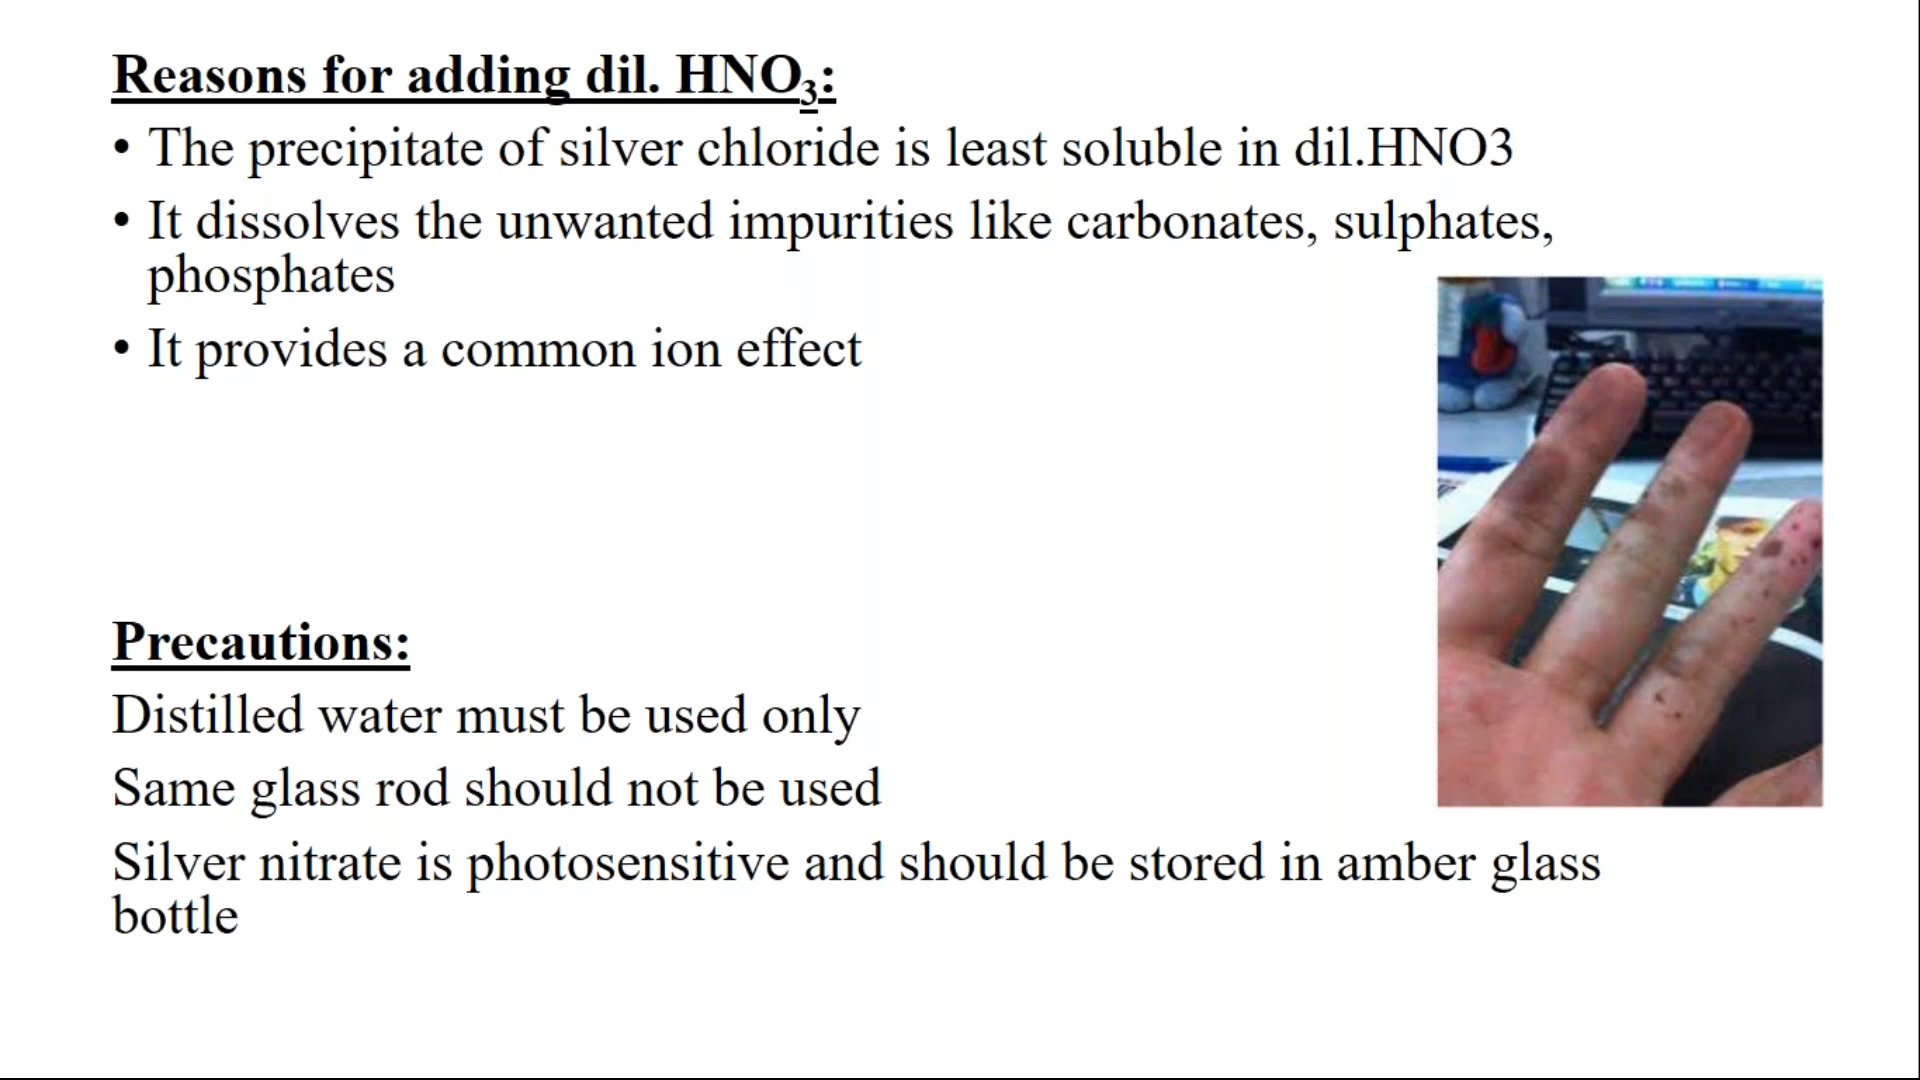 Reasons for adding dil. HNO₃:
• The precipitate of silver chloride is least soluble in dil.HNO3
• It dissolves the unwanted impurities like carbonates, sulphates,
phosphates
• It provides a common ion effect
Precautions:
Distilled water must be used only
Same glass rod should not be used
Silver nitrate is photosensitive and should be stored in amber glass
bottle